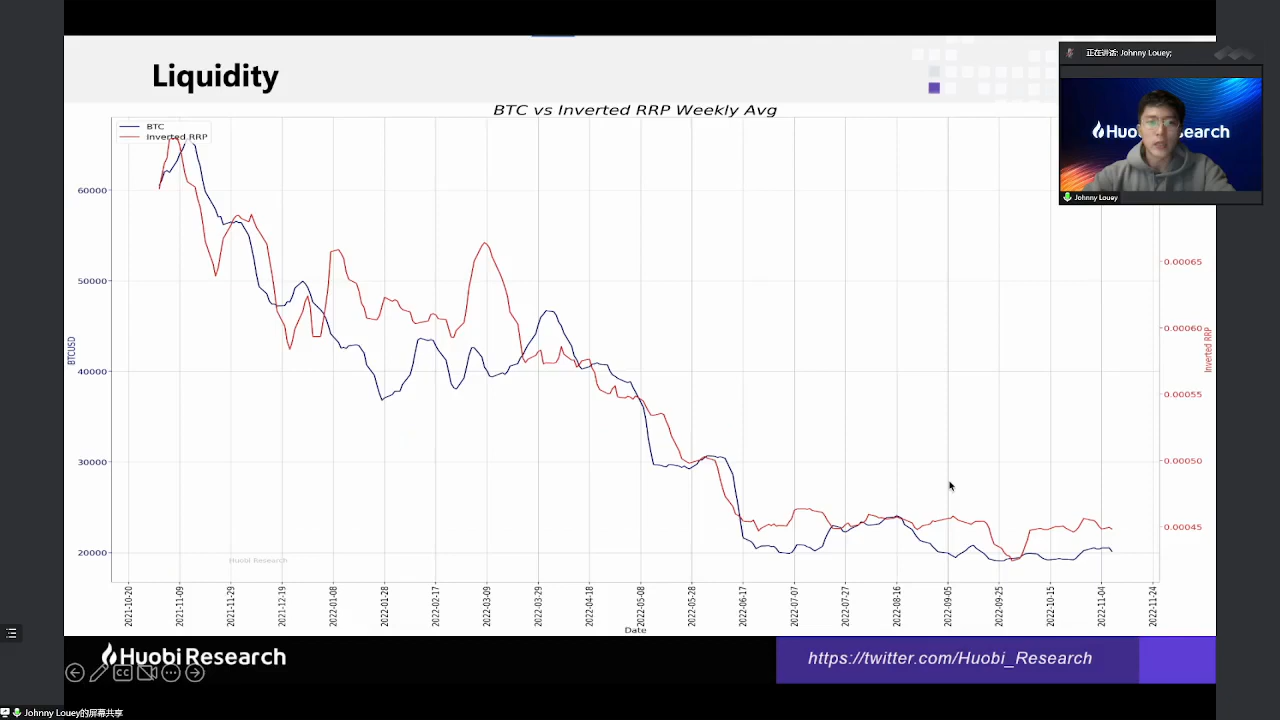 Liquidity
正在讲话: Johnny Louey;
Huobi Research
Johnny Louey
BTC vs Inverted RRP Weekly Avg
BTC
Inverted RRP
60000
50000
40000
30000
20000
BTCUSD
0.00065
0.00060
0.00055
0.00050
0.00045
Inverted RRP
Huobi Research
2021-10-20
2021-11-09
2021-11-29
2021-12-19
2022-01-08
2022-01-28
2022-02-17
2022-03-09
2022-03-29
2022-04-18
2022-05-08
2022-05-28
2022-06-17
2022-07-07
2022-07-27
2022-08-16
2022-09-05
2022-09-25
2022-10-15
2022-11-04
2022-11-24
Date
Huobi Research
https://twitter.com/Huobi_Research
CC
Johnny Louey的屏幕共享